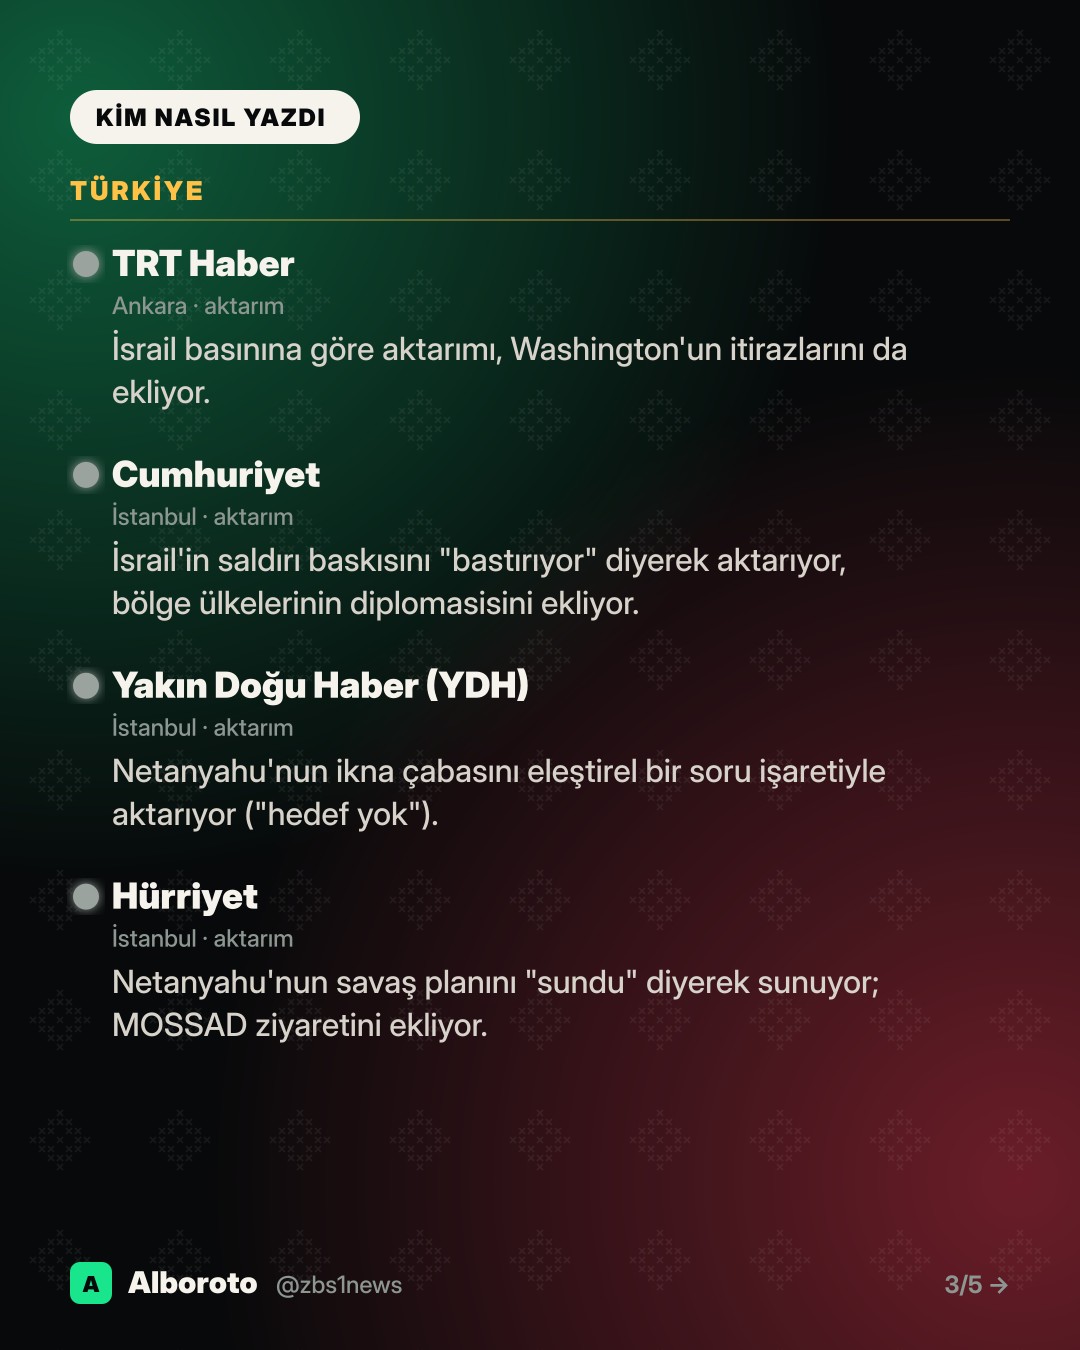 KİM NASIL YAZDI
TÜRKİYE
TRT Haber
Ankara · aktarım
İsrail basınına göre aktarımı, Washington'un itirazlarını da
ekliyor.
Cumhuriyet
İstanbul · aktarım
İsrail'in saldırı baskısını "bastırıyor" diyerek aktarıyor,
bölge ülkelerinin diplomasisini ekliyor.
Yakın Doğu Haber (YDH)
İstanbul · aktarım
Netanyahu'nun ikna çabasını eleştirel bir soru işaretiyle
aktarıyor ("hedef yok").
Hürriyet
İstanbul · aktarım
Netanyahu'nun savaş planını "sundu" diyerek sunuyor;
MOSSAD ziyaretini ekliyor.
A Alboroto @zbs1news 3/5 →